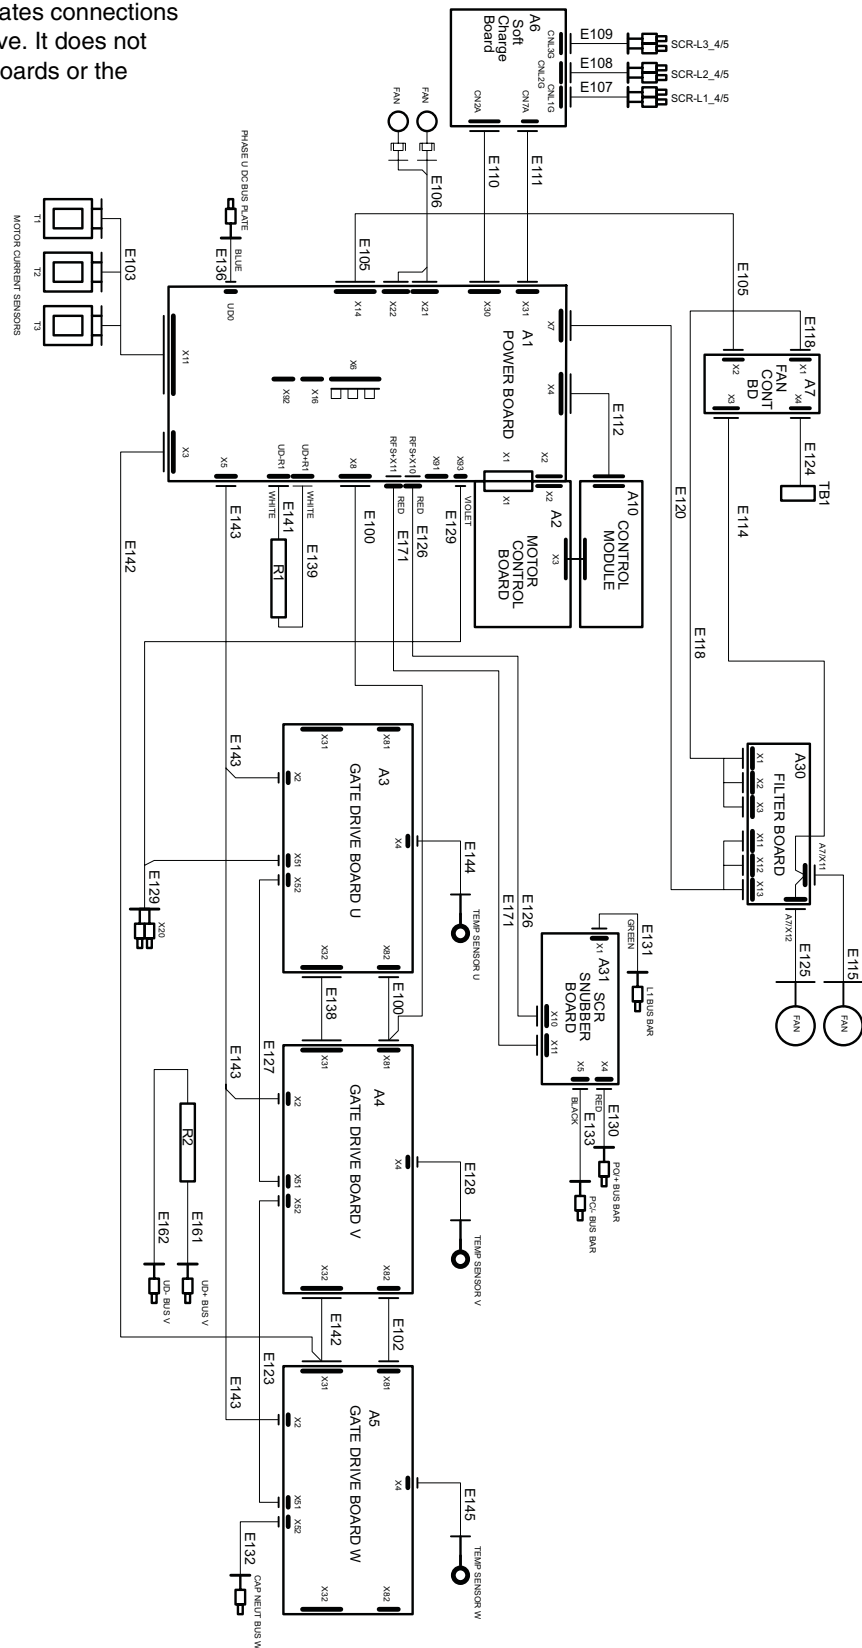 ates connections
ve. It does not
oards or the
A6
Soft
Charge
Board
CNL3G
CNL2G
CNL1G
CN2A
CN7A
E109
SCR-L3_4/5
E108
SCR-L2_4/5
E107
SCR-L1_4/5
FAN
FAN
E106
E110
E111
PHASE U DC BUS PLATE
BLUE
E136
T1
T2
T3
MOTOR CURRENT SENSORS
E103
E105
E105
E118
X1
X2
A7
FAN
CONT
BD
X4
X3
E124
TB1
E114
E120
E118
UD0
X14
X22
X21
X30
X31
X7
A1
POWER BOARD
X4
E112
X11
X6
X16
X92
X3
X5
UD-R1
UD+R1
X8
RFS+X11
RFS+X10
X91
X93
X1
X2
WHITE
WHITE
RED
RED
VIOLET
E142
E143
E141
E139
R1
E100
E171
E126
E129
X1
X2
A2
MOTOR
CONTROL
BOARD
X3
A10
CONTROL
MODULE
A30
FILTER BOARD
X1
X2
X3
X11
X12
X13
A7/X11
A7/X12
E125
E115
FAN
FAN
E143
X31
X81
A3
GATE DRIVE BOARD U
X2
X4
X51
X52
X32
X82
E144
TEMP SENSOR U
E129
X20
E171
E126
E131
GREEN
L1 BUS BAR
X1
A31
SCR
SNUBBER
BOARD
X10
X11
X5
X4
RED
BLACK
E130
E133
PO/+ BUS BAR
PC/- BUS BAR
E138
E100
E127
E143
X31
X81
A4
GATE DRIVE BOARD V
X2
X4
X51
X52
X32
X82
E128
TEMP SENSOR V
R2
E162
E161
UD- BUS V
UD+ BUS V
E142
E102
E123
E143
X31
X81
A5
GATE DRIVE BOARD W
X2
X4
X51
X52
X32
X82
E145
TEMP SENSOR W
E132
CAP NEUT BUS W